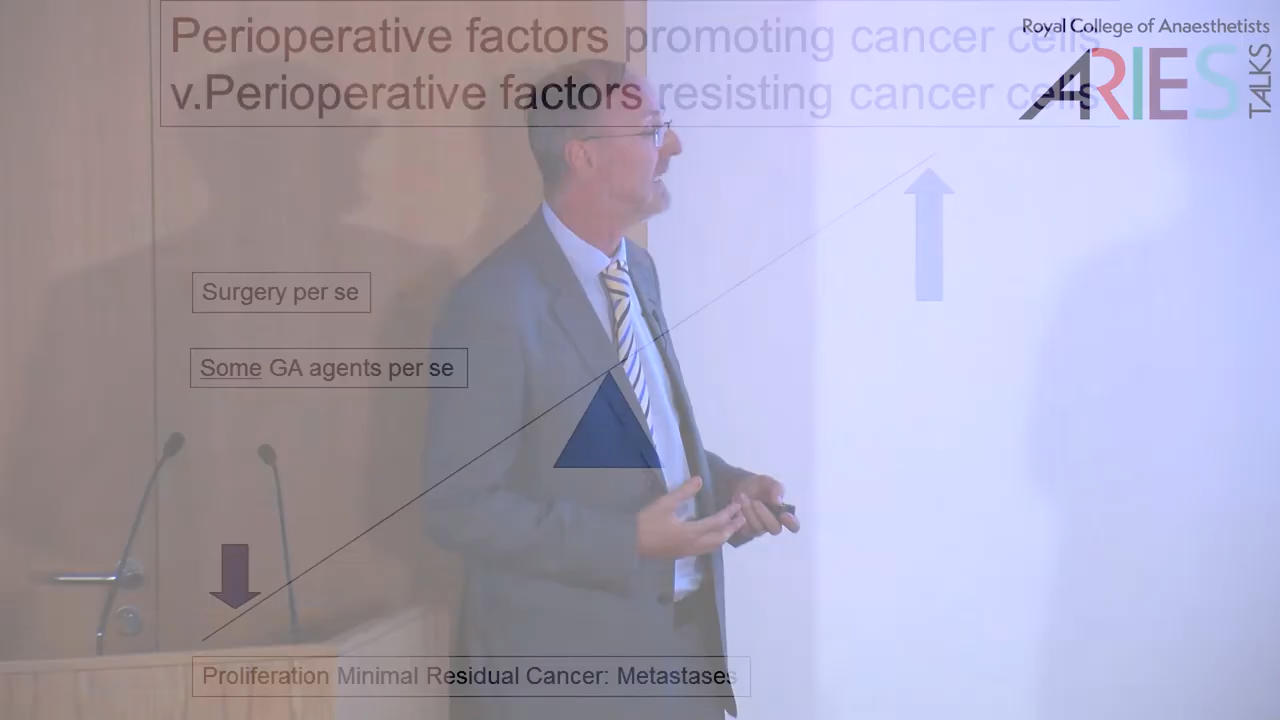 Perioperative factors promoting cancer cells
v.Perioperative factors resisting cancer cells
Royal College of Anaesthetists
ARIES
TALKS
Surgery per se
Some GA agents per se
Proliferation Minimal Residual Cancer: Metastases